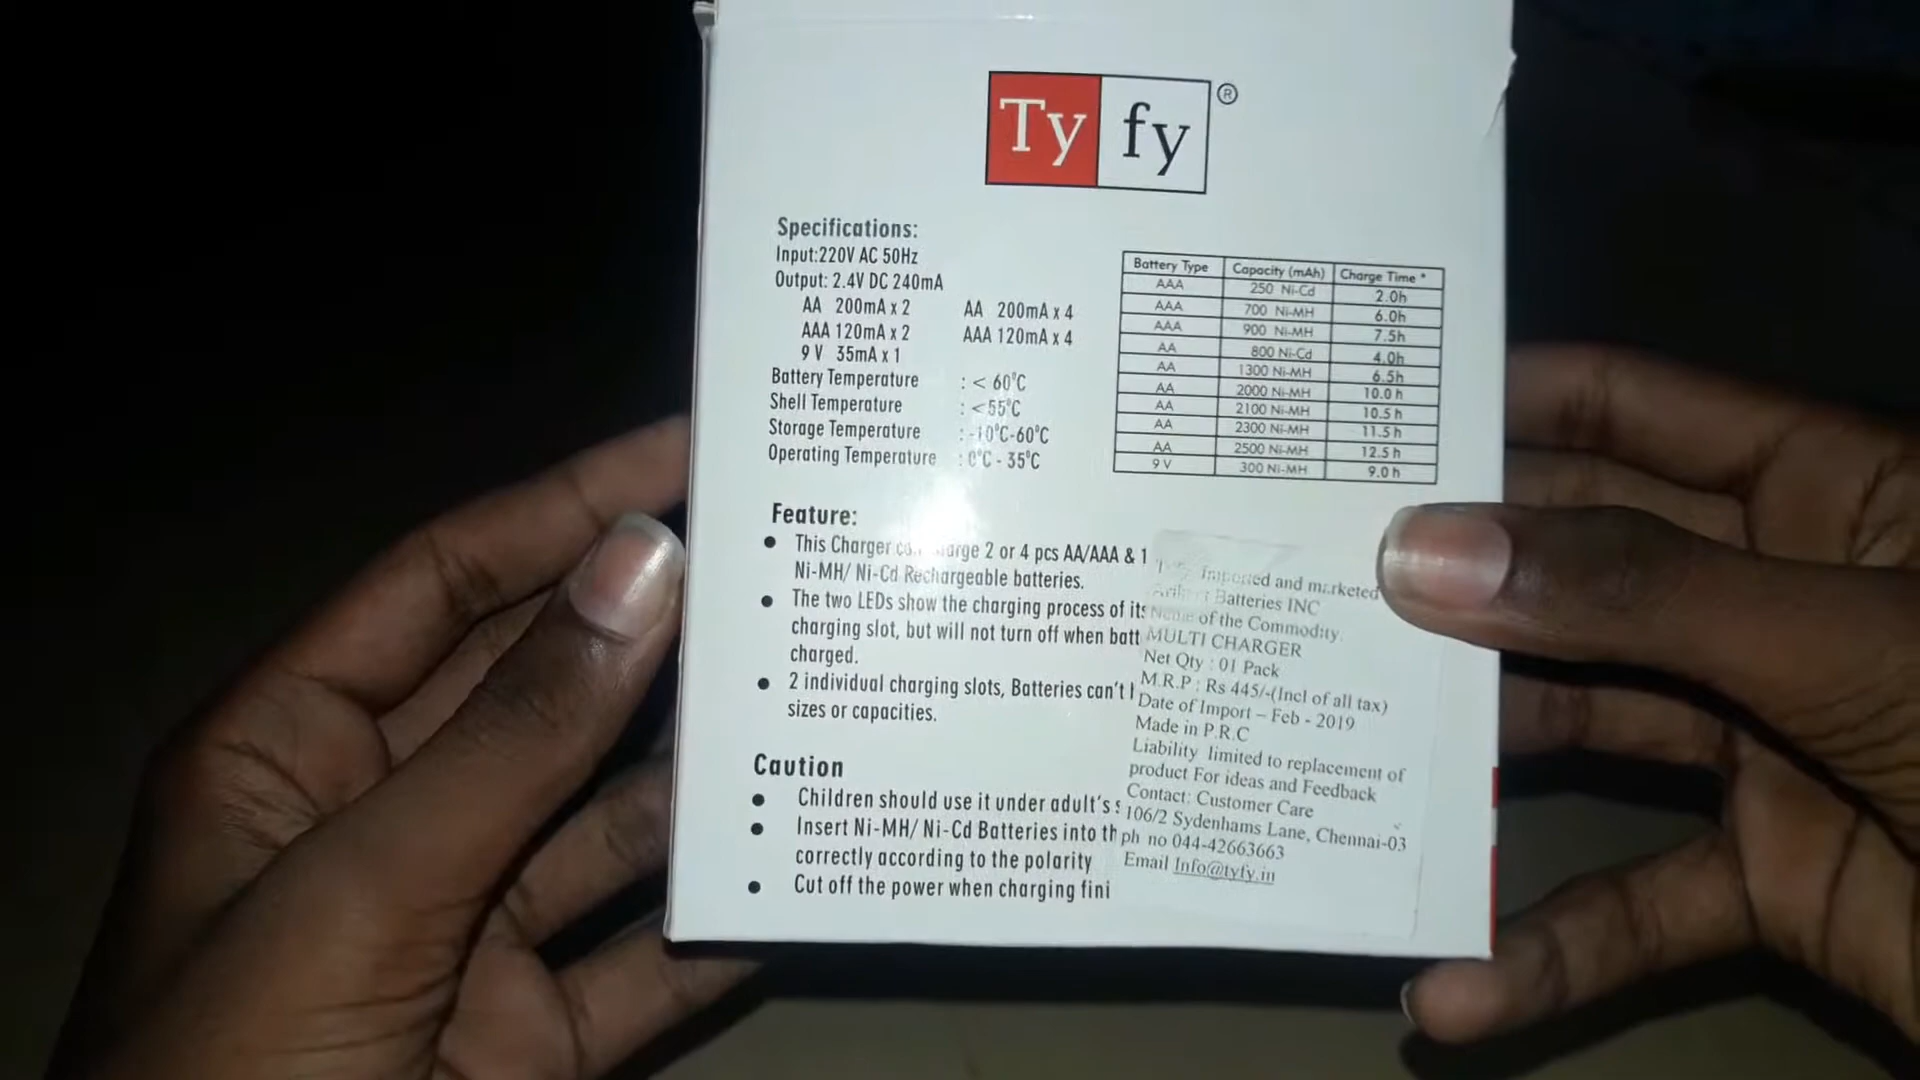 Ty fy ®
Specifications:
Input:220V AC 50Hz
Output: 2.4V DC 240mA
AA 200mA x 2 AA 200mA x 4
AAA 120mA x 2 AAA 120mA x 4
9 V 35mA x 1
Battery Temperature : < 60°C
Shell Temperature : <55°C
Storage Temperature : -10°C-60°C
Operating Temperature : 0°C - 35°C
Battery Type Capacity (mAh) Charge Time *
AAA 250 Ni-Cd 2.0h
AAA 700 Ni-MH 6.0h
AAA 900 Ni-MH 7.5h
AA 800 Ni-Cd 4.0h
AA 1300 Ni-MH 6.5h
AA 2000 Ni-MH 10.0 h
AA 2100 Ni-MH 10.5 h
AA 2300 Ni-MH 11.5 h
AA 2500 Ni-MH 12.5 h
9 V 300 Ni-MH 9.0 h
Feature:
● This Charger 2 or 4 pcs AA/AAA & 1
Ni-MH/ Ni-Cd Rechargeable batteries.
● The two LEDs show the charging process of its
charging slot, but will not turn off when batt
charged.
● 2 individual charging slots, Batteries can't
sizes or capacities.
Caution
● Children should use it under adult's s
● Insert Ni-MH/ Ni-Cd Batteries into th
correctly according to the polarity
● Cut off the power when charging fini
Imported and marketed
Batteries INC
Name of the Commodity.
MULTI CHARGER
Net Qty : 01 Pack
M.R.P : Rs 445/-(Incl of all tax)
Date of Import – Feb - 2019
Made in P.R.C
Liability limited to replacement of
product For ideas and Feedback
Contact: Customer Care
106/2 Sydenhams Lane, Chennai-03
ph no 044-42663663
Email Info@tyfy.in